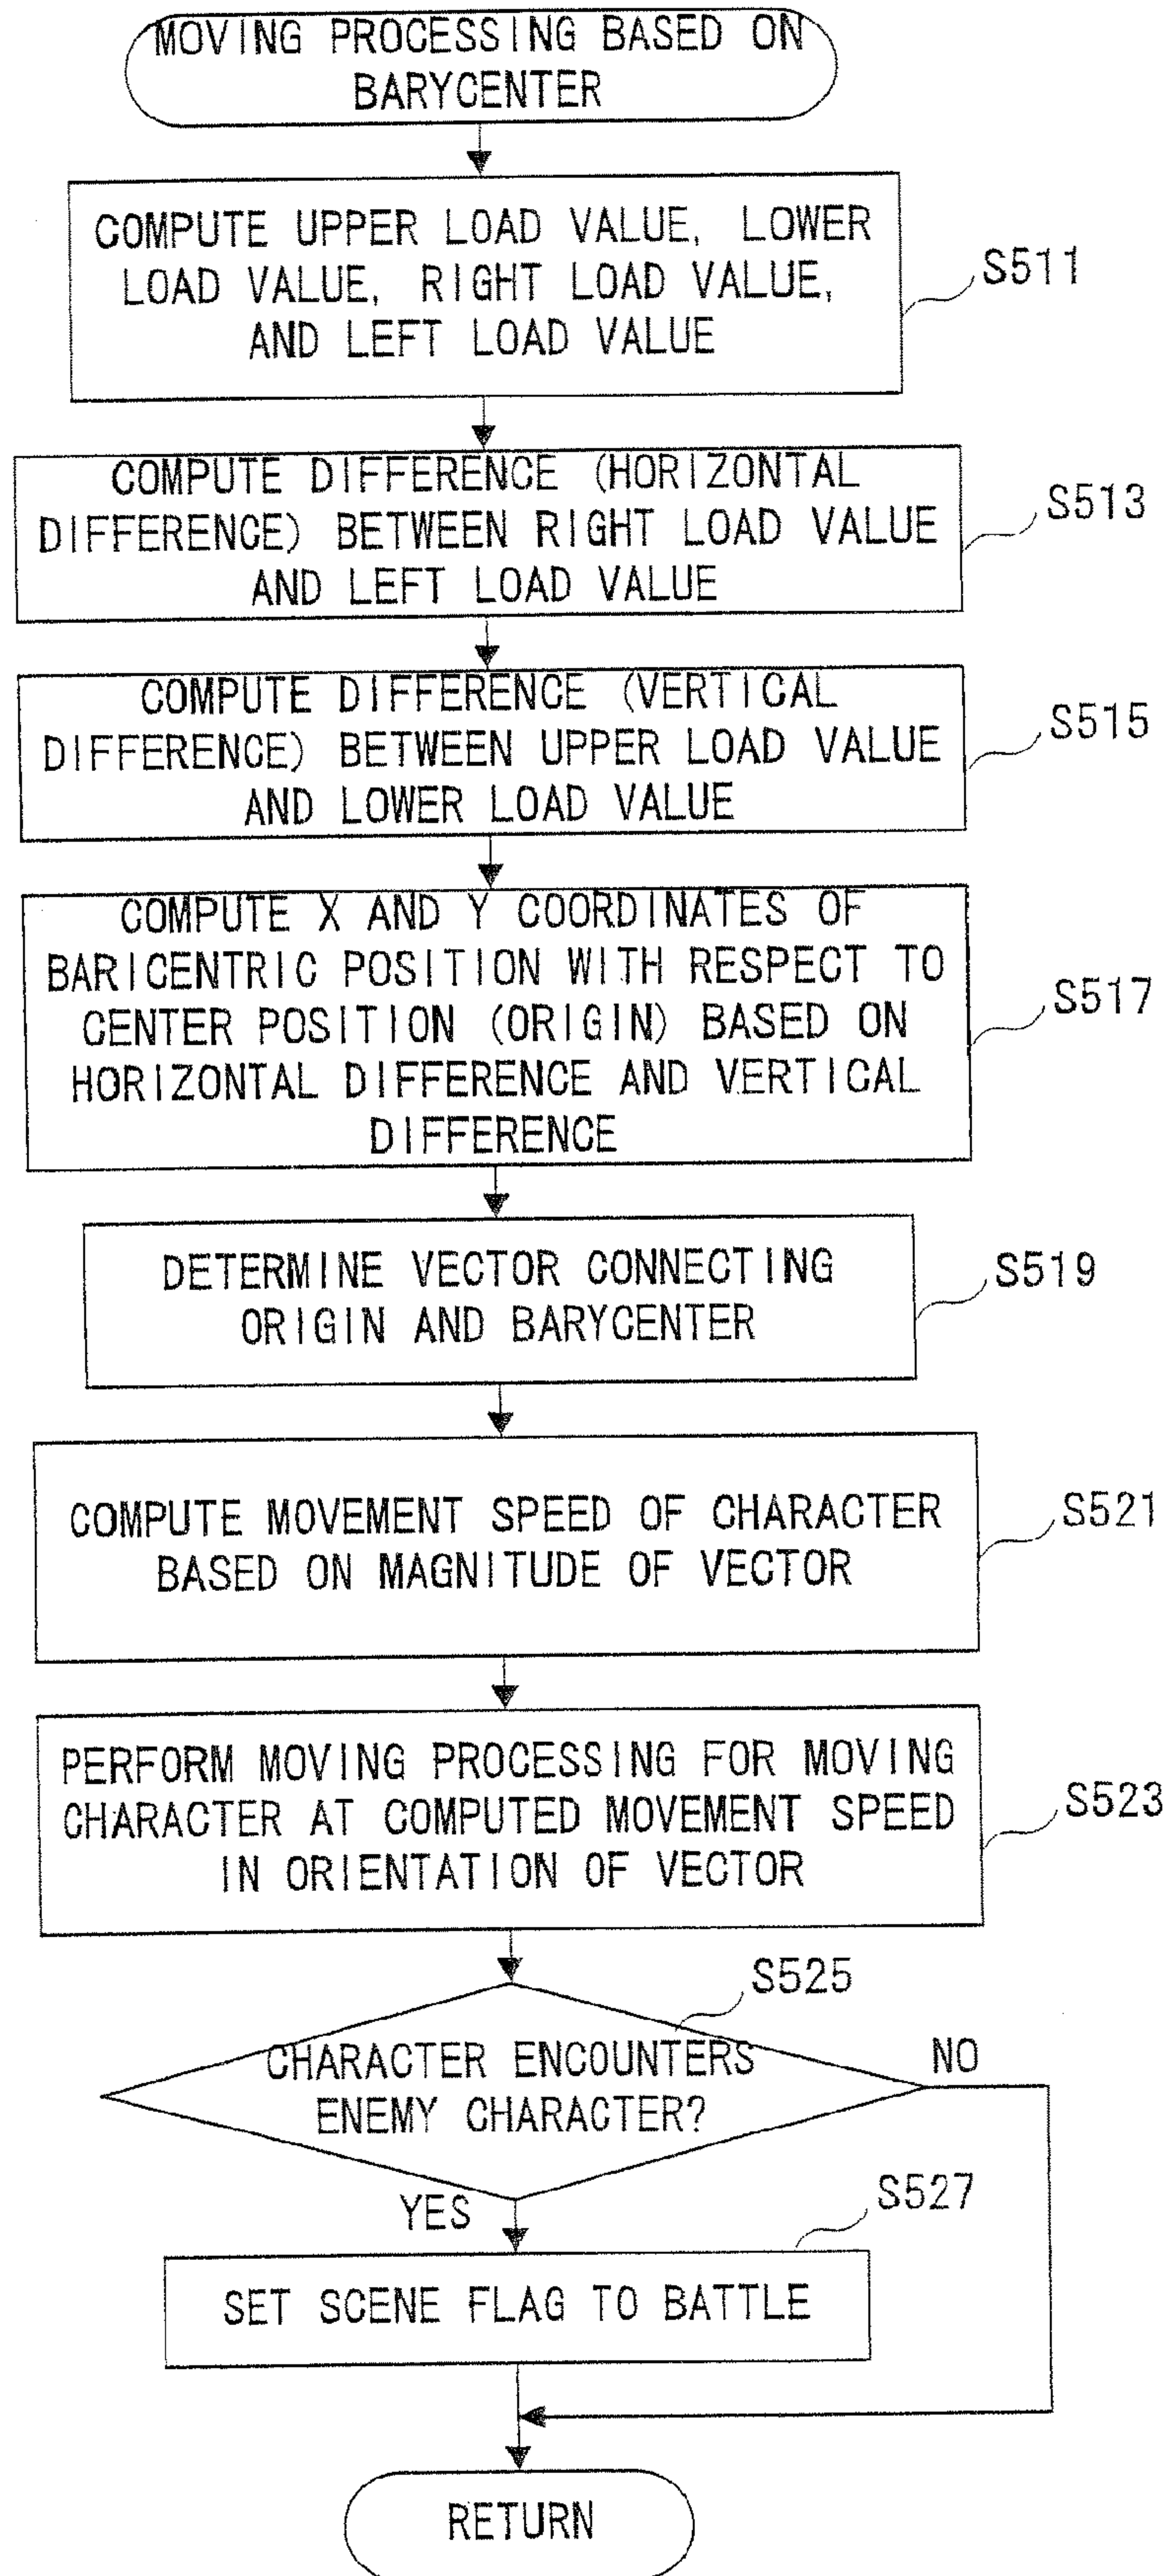 MOVING PROCESSING BASED ON
BARYCENTER
COMPUTE UPPER LOAD VALUE, LOWER
LOAD VALUE, RIGHT LOAD VALUE,
AND LEFT LOAD VALUE
S511
COMPUTE DIFFERENCE (HORIZONTAL
DIFFERENCE) BETWEEN RIGHT LOAD VALUE
AND LEFT LOAD VALUE
S513
COMPUTE DIFFERENCE (VERTICAL
DIFFERENCE) BETWEEN UPPER LOAD VALUE
AND LOWER LOAD VALUE
S515
COMPUTE X AND Y COORDINATES OF
BARICENTRIC POSITION WITH RESPECT TO
CENTER POSITION (ORIGIN) BASED ON
HORIZONTAL DIFFERENCE AND VERTICAL
DIFFERENCE
S517
DETERMINE VECTOR CONNECTING
ORIGIN AND BARYCENTER
S519
COMPUTE MOVEMENT SPEED OF CHARACTER
BASED ON MAGNITUDE OF VECTOR
S521
PERFORM MOVING PROCESSING FOR MOVING
CHARACTER AT COMPUTED MOVEMENT SPEED
IN ORIENTATION OF VECTOR
S523
S525
CHARACTER ENCOUNTERS
ENEMY CHARACTER?
NO
YES
S527
SET SCENE FLAG TO BATTLE
RETURN